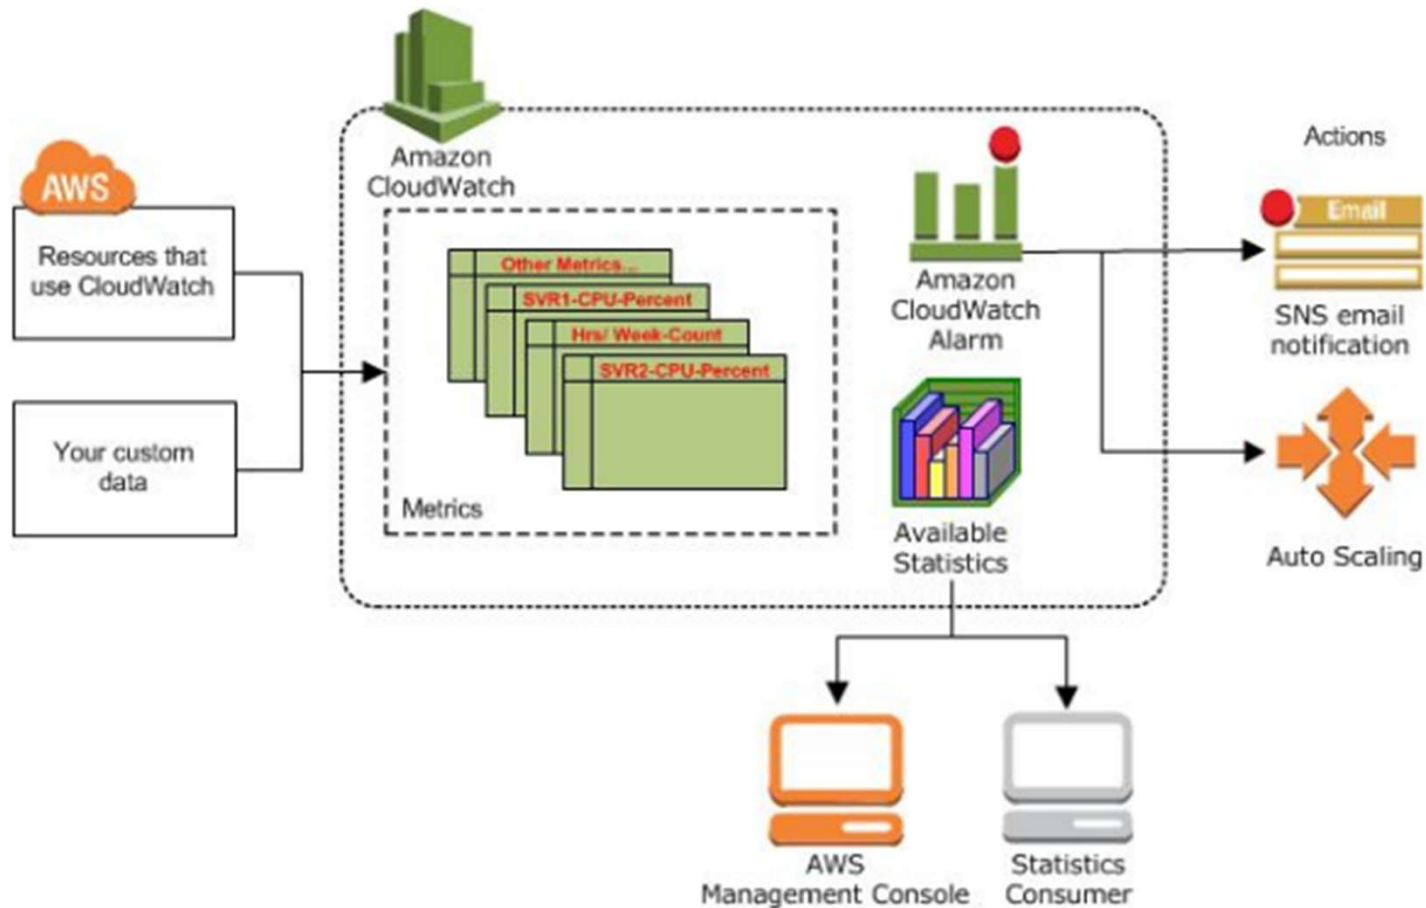 Amazon
CloudWatch
AWS
Resources that
use CloudWatch
Your custom
data
Other Metrics...
SVR1-CPU-Percent
Hrs/ Week-Count
SVR2-CPU-Percent
Metrics
Amazon
CloudWatch
Alarm
Available
Statistics
Actions
Email
SNS email
notification
Auto Scaling
AWS
Management Console
Statistics
Consumer